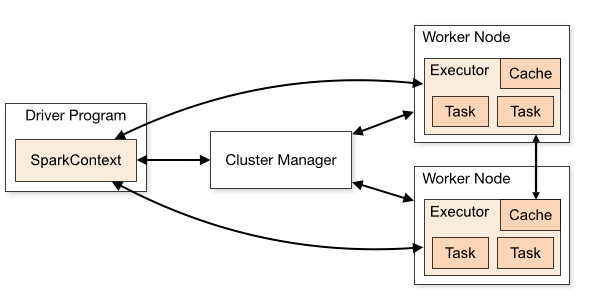 Driver Program
SparkContext
Cluster Manager
Worker Node
Executor
Cache
Task
Task
Worker Node
Executor
Cache
Task
Task